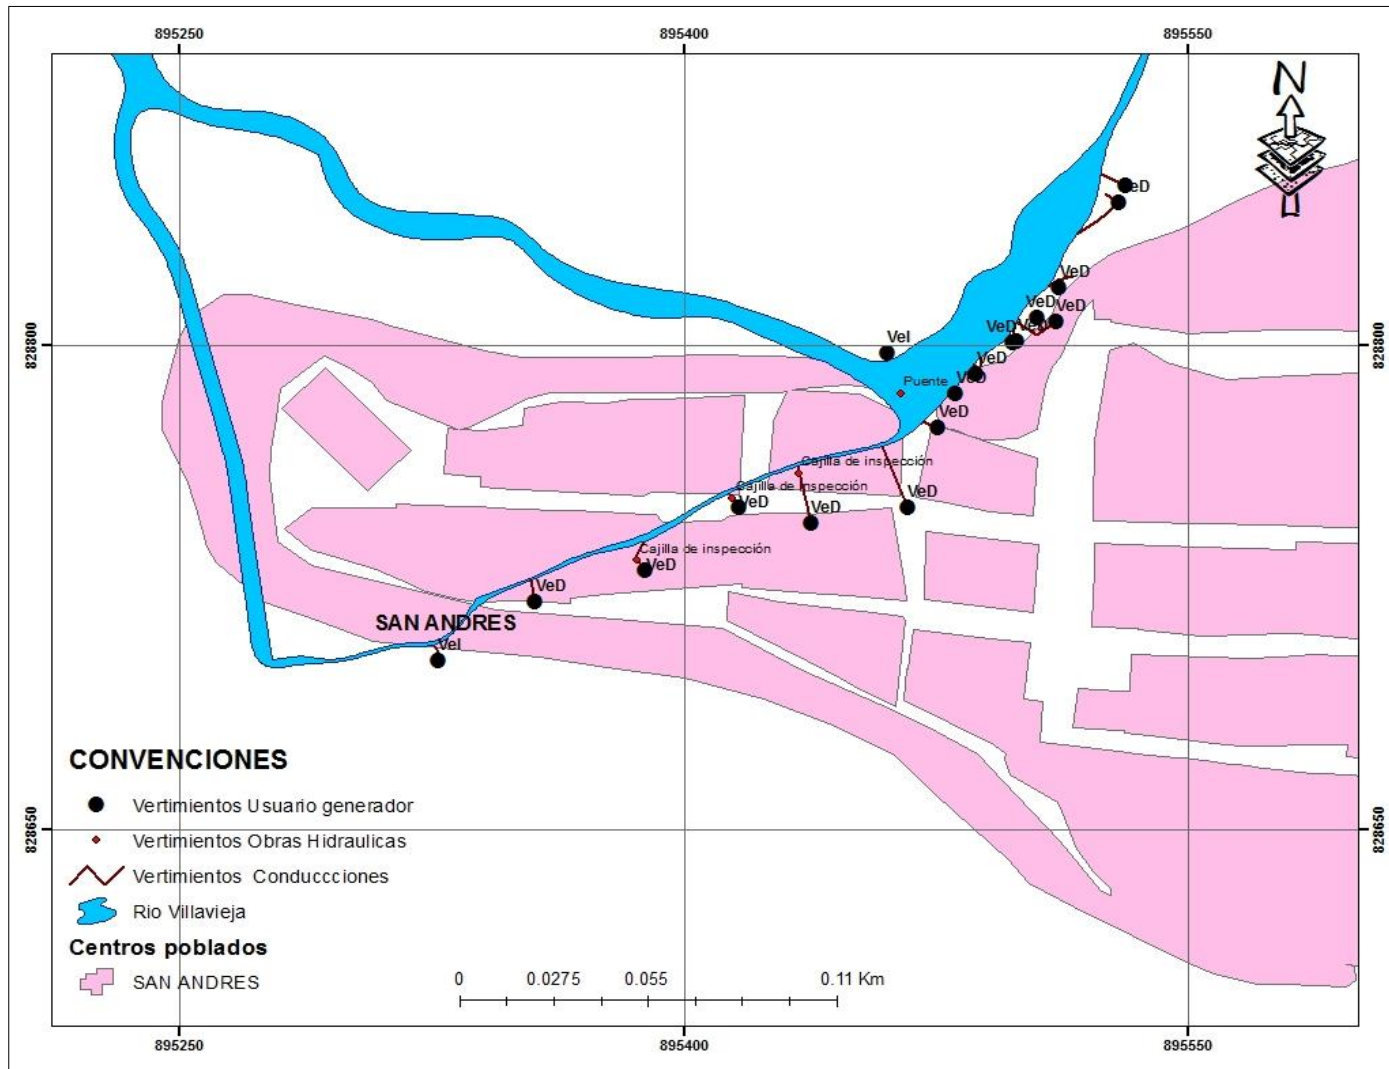 895250 895400 895550
N
eD
VeD
VeD VeD
VeD VeD
828800 828800
VeI
VeD
Puente VeD
VeD
Cajilla de inspección
Cajilla de inspección
VeD VeD
VeD
Cajilla de inspección
VeD
VeD
SAN ANDRES
VeI
CONVENCIONES
Vertimientos Usuario generador
828650 828650
Vertimientos Obras Hidraulicas
Vertimientos Conduccciones
Rio Villavieja
Centros poblados
SAN ANDRES
0 0.0275 0.055 0.11 Km
895250 895400 895550